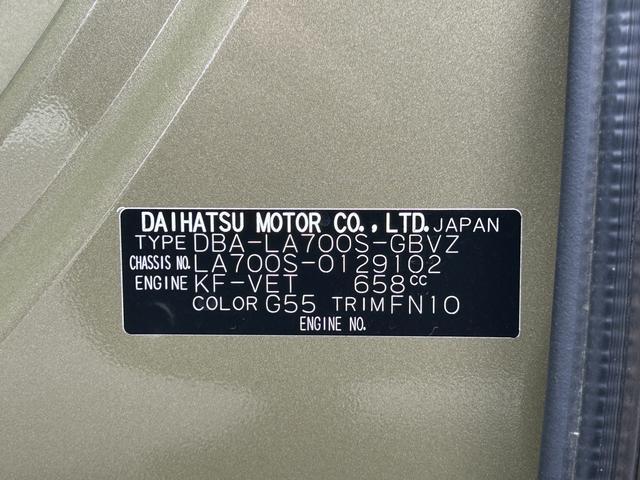 DAIHATSU MOTOR CO., LTD. JAPAN
TYPE DBA-LA700S-GBVZ
CHASSIS NO. LA700S-0129102
ENGINE KF-VET 658cc
COLOR G55 TRIM FN10
ENGINE NO.